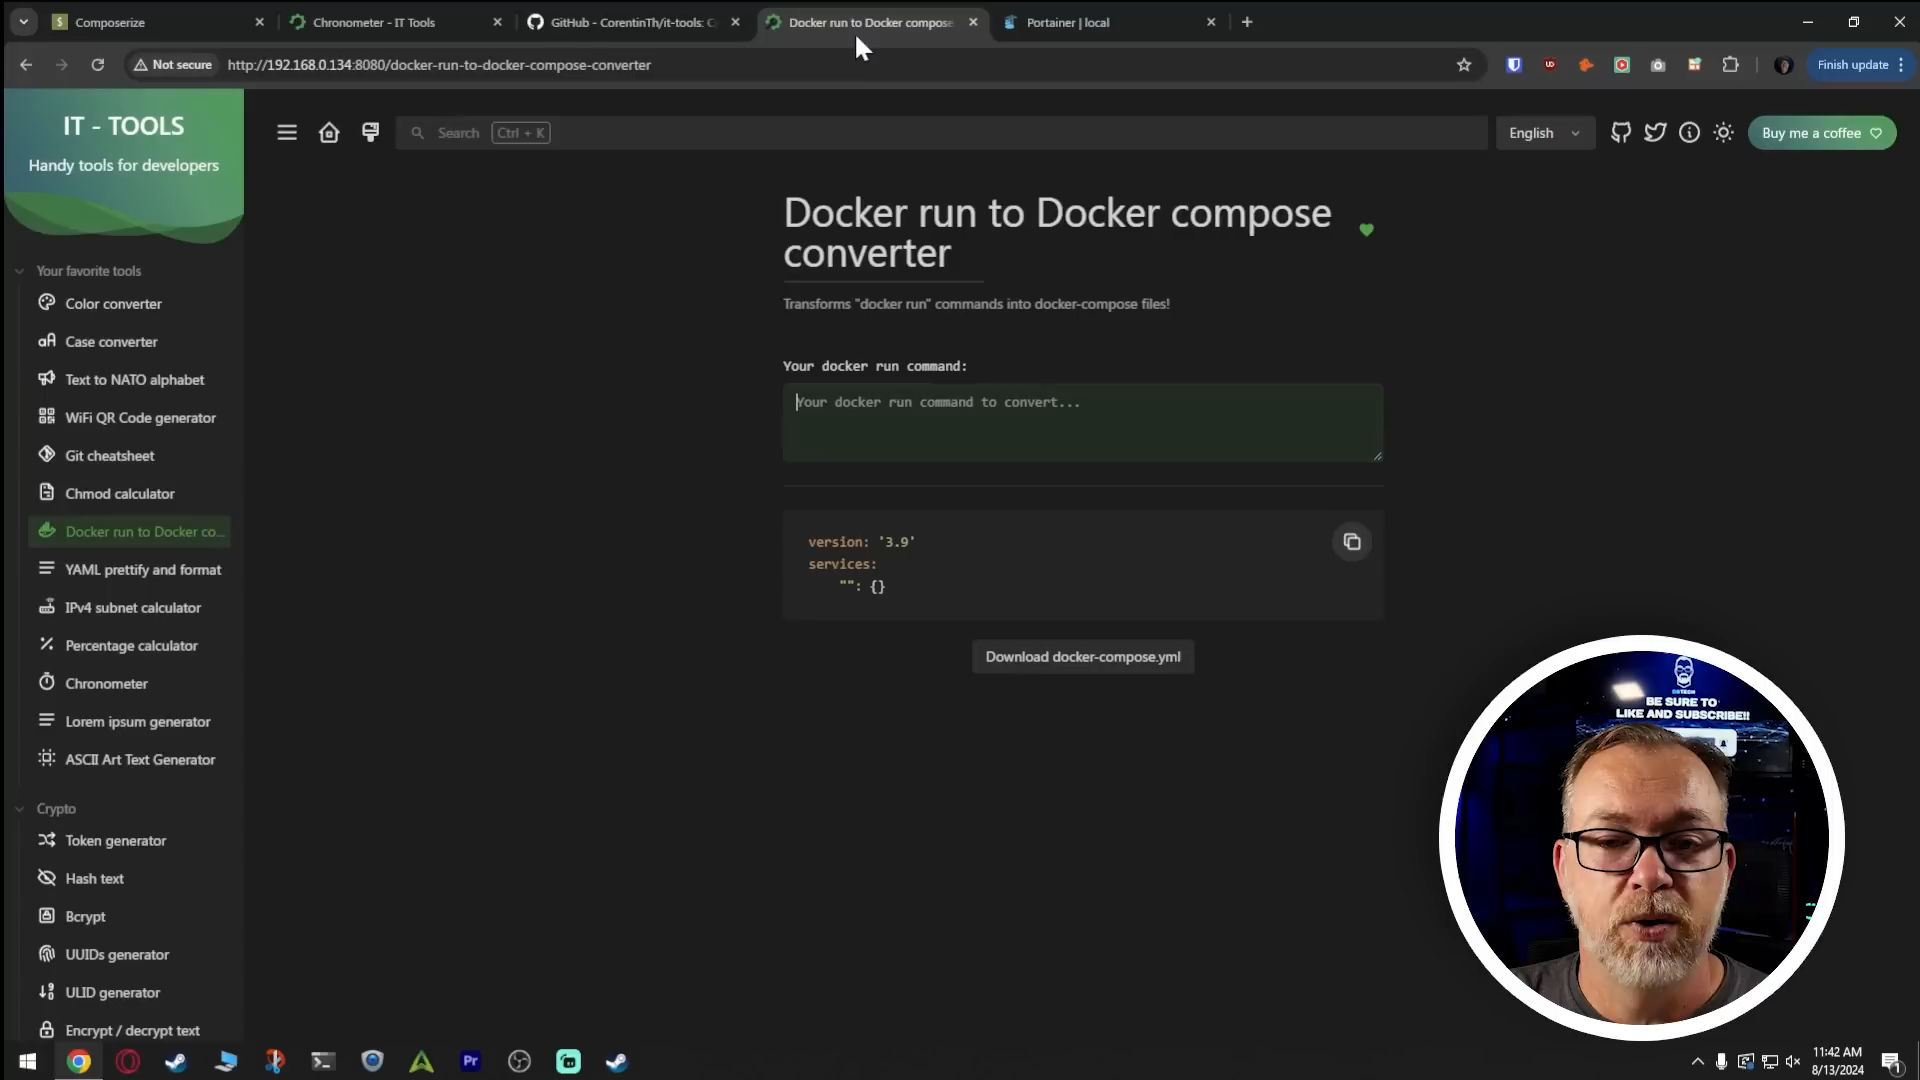 Composerize
Chronometer - IT Tools
GitHub - CorentinTh/it-tools: C
Docker run to Docker compose
Portainer | local
Not secure
http://192.168.0.134:8080/docker-run-to-docker-compose-converter
Finish update
IT - TOOLS
Handy tools for developers
Search
Ctrl + K
English
Buy me a coffee
Your favorite tools
Color converter
Case converter
Text to NATO alphabet
WiFi QR Code generator
Git cheatsheet
Chmod calculator
Docker run to Docker co...
YAML prettify and format
IPv4 subnet calculator
Percentage calculator
Chronometer
Lorem ipsum generator
ASCII Art Text Generator
Crypto
Token generator
Hash text
Bcrypt
UUIDs generator
ULID generator
Encrypt / decrypt text
Docker run to Docker compose
converter
Transforms "docker run" commands into docker-compose files!
Your docker run command:
Your docker run command to convert...
version: '3.9'
services:
"": {}
Download docker-compose.yml
DBTECH
BE SURE TO
LIKE AND SUBSCRIBE!!
Pr
11:42 AM
8/13/2024
1